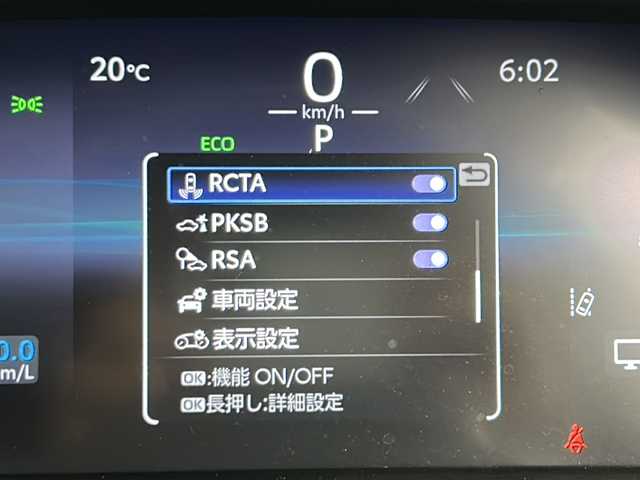 20℃
0
6:02
km/h
ECO
P
RCTA
PKSB
RSA
車両設定
表示設定
OK:機能 ON/OFF
OK長押し:詳細設定
0.0
m/L